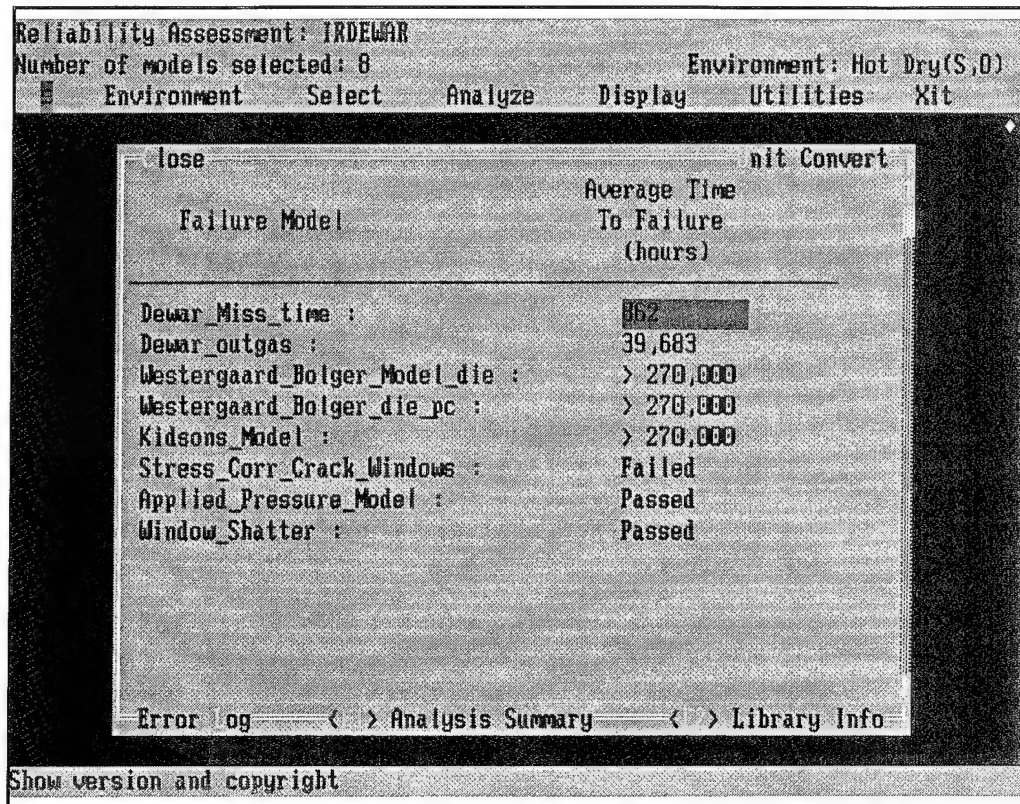 Reliability Assessment: IRDEWAR
Number of models selected: 8 Environment: Hot Dry(S,D)
Environment Select Analyze Display Utilities Xit
lose nit Convert
Average Time
Failure Model To Failure
(hours)
Dewar_Miss_time : 862
Dewar_outgas : 39,683
Westergaard_Bolger_Model_die : > 270,000
Westergaard_Bolger_die_pc : > 270,000
Kidsons_Model : > 270,000
Stress_Corr_Crack_Windows : Failed
Applied_Pressure_Model : Passed
Window_Shatter : Passed
Error og < > Analysis Summary < > Library Info
Show version and copyright